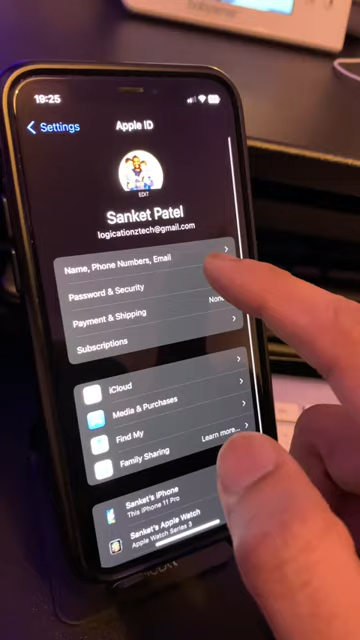 19:25
Settings
Apple ID
EDIT
Sanket Patel
logicationztech@gmail.com
Name, Phone Numbers, Email
Password & Security
Payment & Shipping
None
Subscriptions
iCloud
Media & Purchases
Find My
Family Sharing
Learn more...
Sanket's iPhone
This iPhone 11 Pro
Sanket's Apple Watch
Apple Watch Series 3